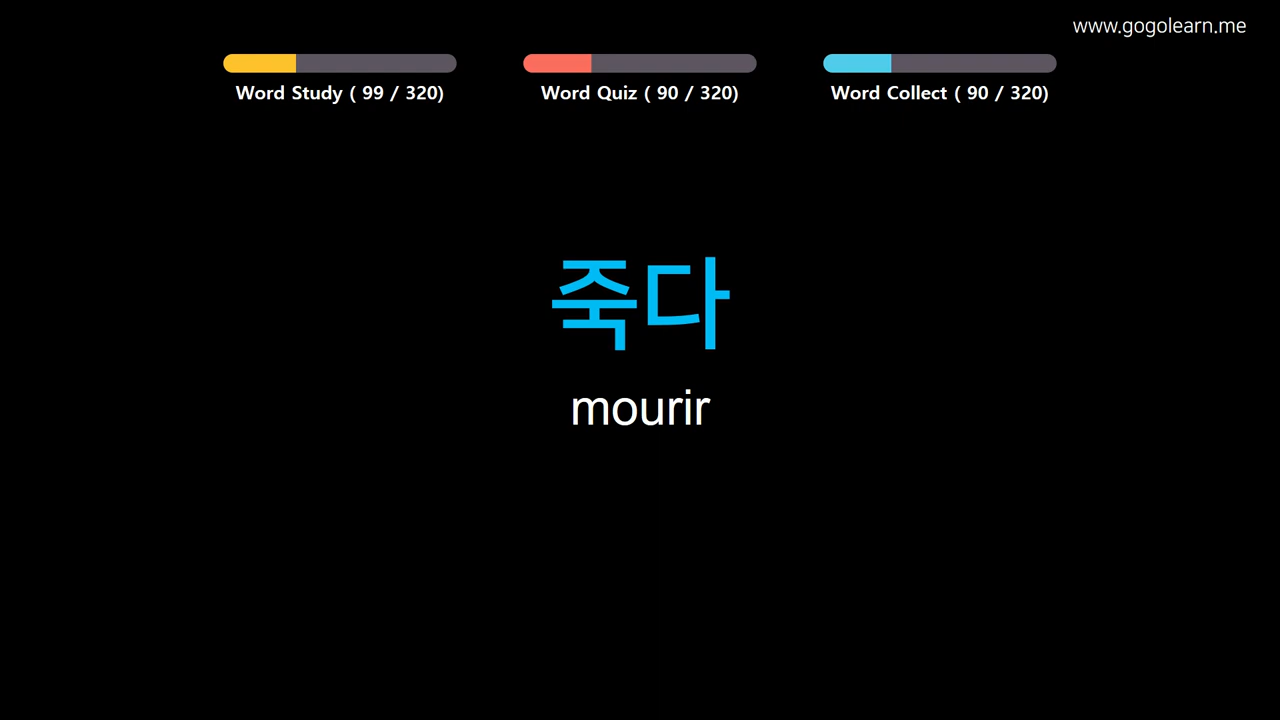 www.gogolearn.me
Word Study ( 99 / 320)
Word Quiz ( 90 / 320)
Word Collect ( 90 / 320)
죽다
mourir